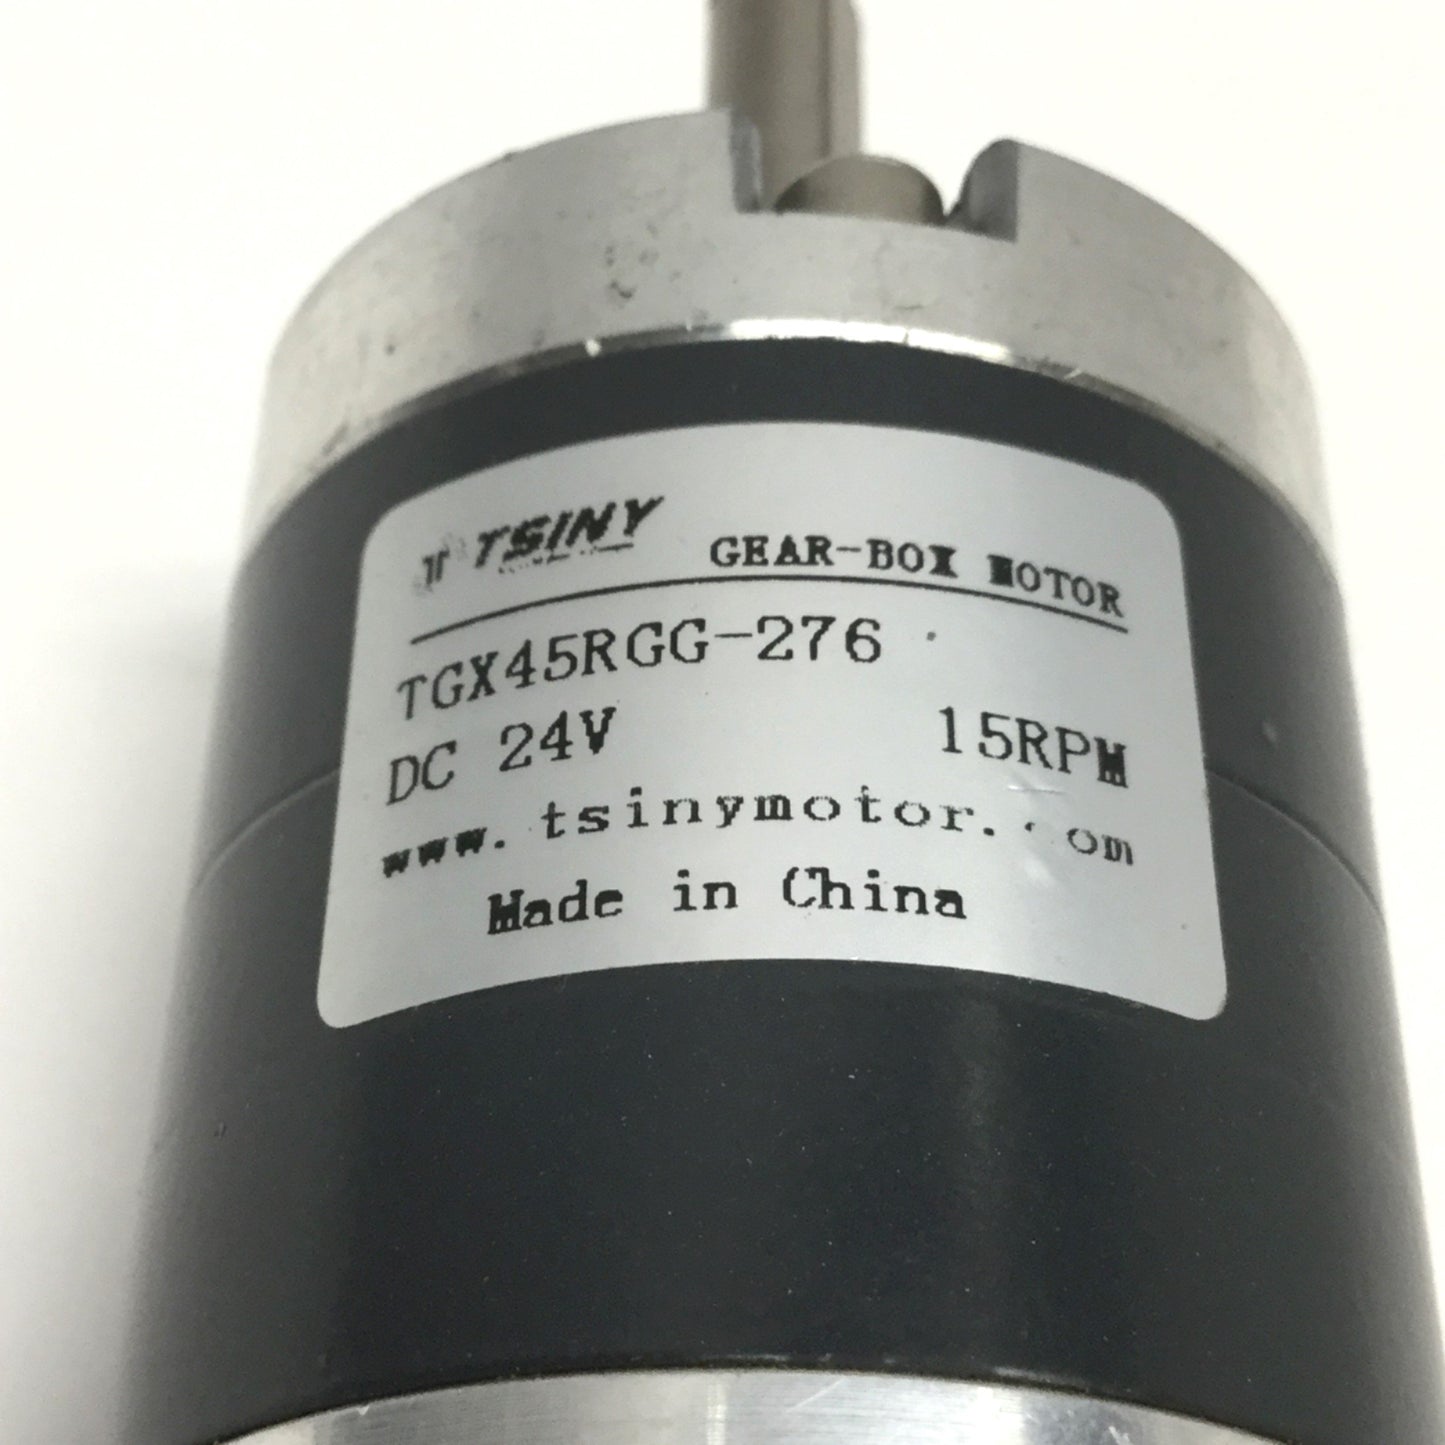 TSINY GEAR-BOX MOTOR
TGX45RGG-276
DC 24V 15RPM
www.tsinymotor.com
Made in China